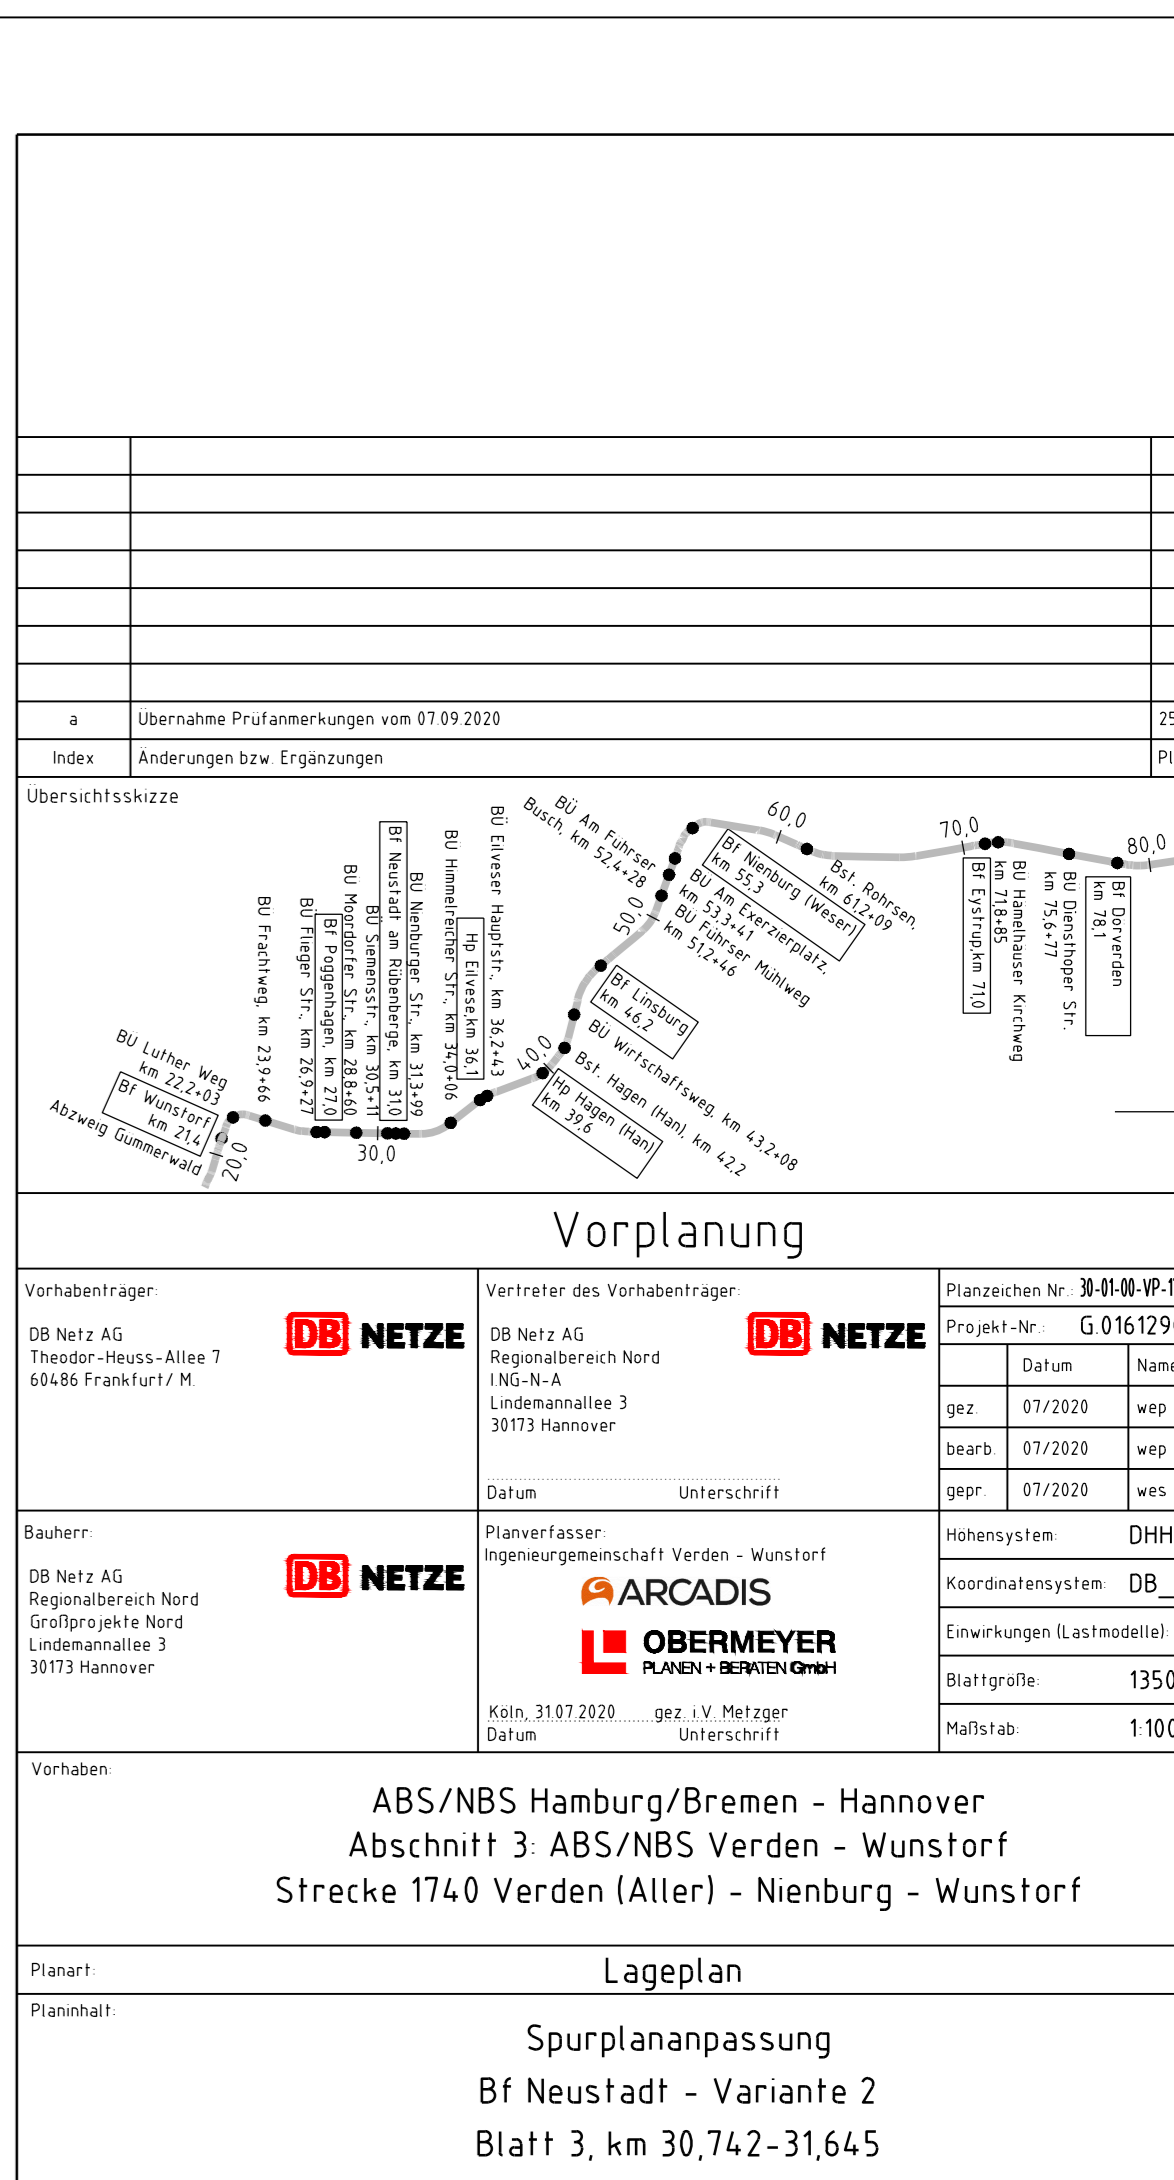 a Übernahme Prüfanmerkungen vom 07.09.2020 25
Index Änderungen bzw. Ergänzungen Pl
Übersichtsskizze
Abzweig Gummerwald
Bf Wunstorf
km 21,4
BÜ Luther Weg
km 22,2+03
20,0
BÜ Frachtweg, km 23,9+66
BÜ Flieger Str., km 26,9+27
Bf Poggenhagen, km 27,0
BÜ Moordorfer Str., km 28,8+60
BÜ Siemensstr., km 30,5+11
30,0
Bf Neustadt am Rübenberge, km 31,0
BÜ Nienburger Str., km 31,3+99
BÜ Himmelreicher Str., km 34,0+06
Hp Eilvese,km 36,1
BÜ Eilveser Hauptstr., km 36,2+43
40,0
Hp Hagen (Han)
km 39,6
Bst. Hagen (Han), km 42,2
BÜ Wirtschaftsweg, km 43,2+08
Bf Linsburg
km 46,2
50,0
BÜ Führser Mühlweg
km 51,2+46
BÜ Am Führser
Busch, km 52,4+28
BÜ Am Exerzierplatz,
km 53,3+41
Bf Nienburg (Weser)
km 55,3
60,0
Bst. Rohrsen,
km 61,2+09
70,0
Bf Eystrup,km 71,0
BÜ Hämelhäuser Kirchweg
km 71,8+85
BÜ Diensthoper Str.
km 75,6+77
Bf Dörverden
km 78,1
80,0
Vorplanung
Vorhabenträger:
DB NETZE
DB Netz AG
Theodor-Heuss-Allee 7
60486 Frankfurt/ M.
Vertreter des Vorhabenträger:
DB NETZE
DB Netz AG
Regionalbereich Nord
I.NG-N-A
Lindemannallee 3
30173 Hannover
Datum Unterschrift
Planzeichen Nr.: 30-01-00-VP-1
Projekt-Nr.: G.016129
Datum Name
gez. 07/2020 wep
bearb. 07/2020 wep
gepr. 07/2020 wes
Bauherr:
DB NETZE
DB Netz AG
Regionalbereich Nord
Großprojekte Nord
Lindemannallee 3
30173 Hannover
Planverfasser:
Ingenieurgemeinschaft Verden - Wunstorf
ARCADIS
OBERMEYER
PLANEN + BERATEN GmbH
Köln, 31.07.2020 gez. i.V. Metzger
Datum Unterschrift
Höhensystem: DHH
Koordinatensystem: DB_
Einwirkungen (Lastmodelle):
Blattgröße: 1350
Maßstab: 1:100
Vorhaben:
ABS/NBS Hamburg/Bremen - Hannover
Abschnitt 3: ABS/NBS Verden - Wunstorf
Strecke 1740 Verden (Aller) - Nienburg - Wunstorf
Planart: Lageplan
Planinhalt:
Spurplananpassung
Bf Neustadt - Variante 2
Blatt 3, km 30,742-31,645